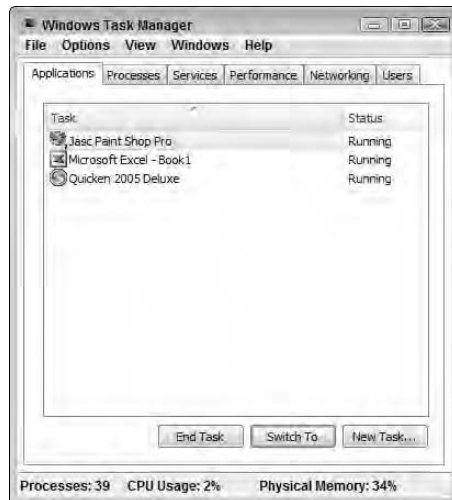 Windows Task Manager
File Options View Windows Help
Applications Processes Services Performance Networking Users
Task Status
Jasc Paint Shop Pro Running
Microsoft Excel - Book1 Running
Quicken 2005 Deluxe Running
End Task Switch To New Task...
Processes: 39 CPU Usage: 2% Physical Memory: 34%